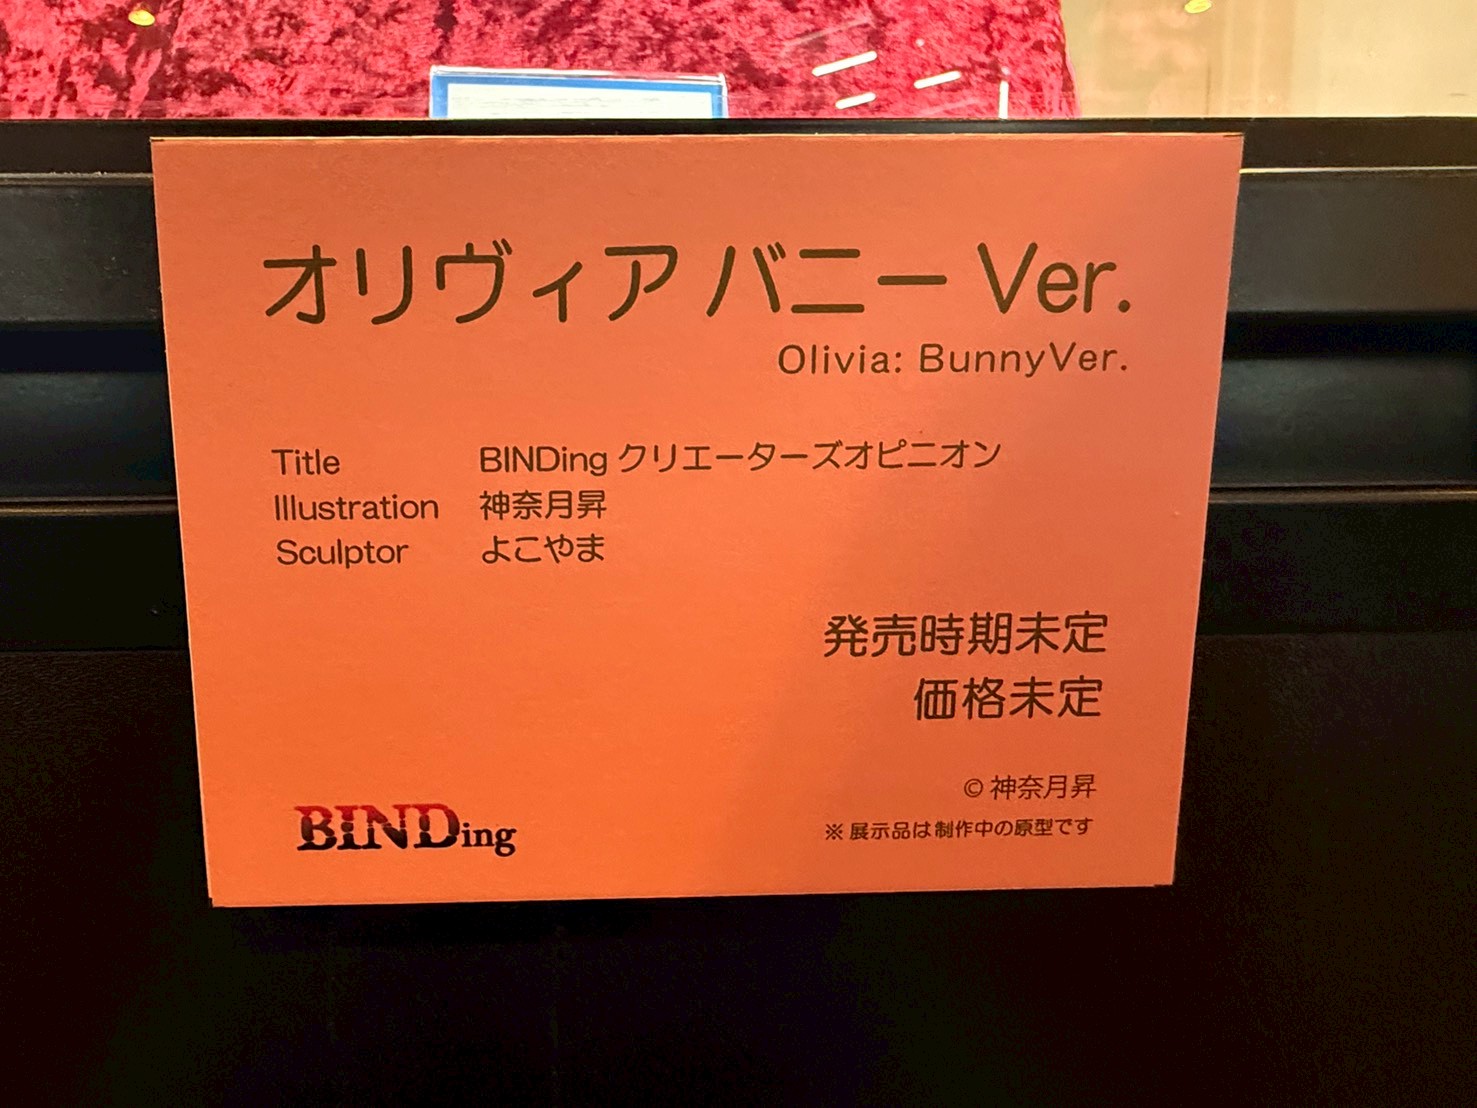 オリヴィア バニー Ver.
Olivia: BunnyVer.
Title BINDing クリエーターズオピニオン
Illustration 神奈月昇
Sculptor よこやま
発売時期未定
価格未定
© 神奈月昇
※ 展示品は制作中の原型です
BINDing